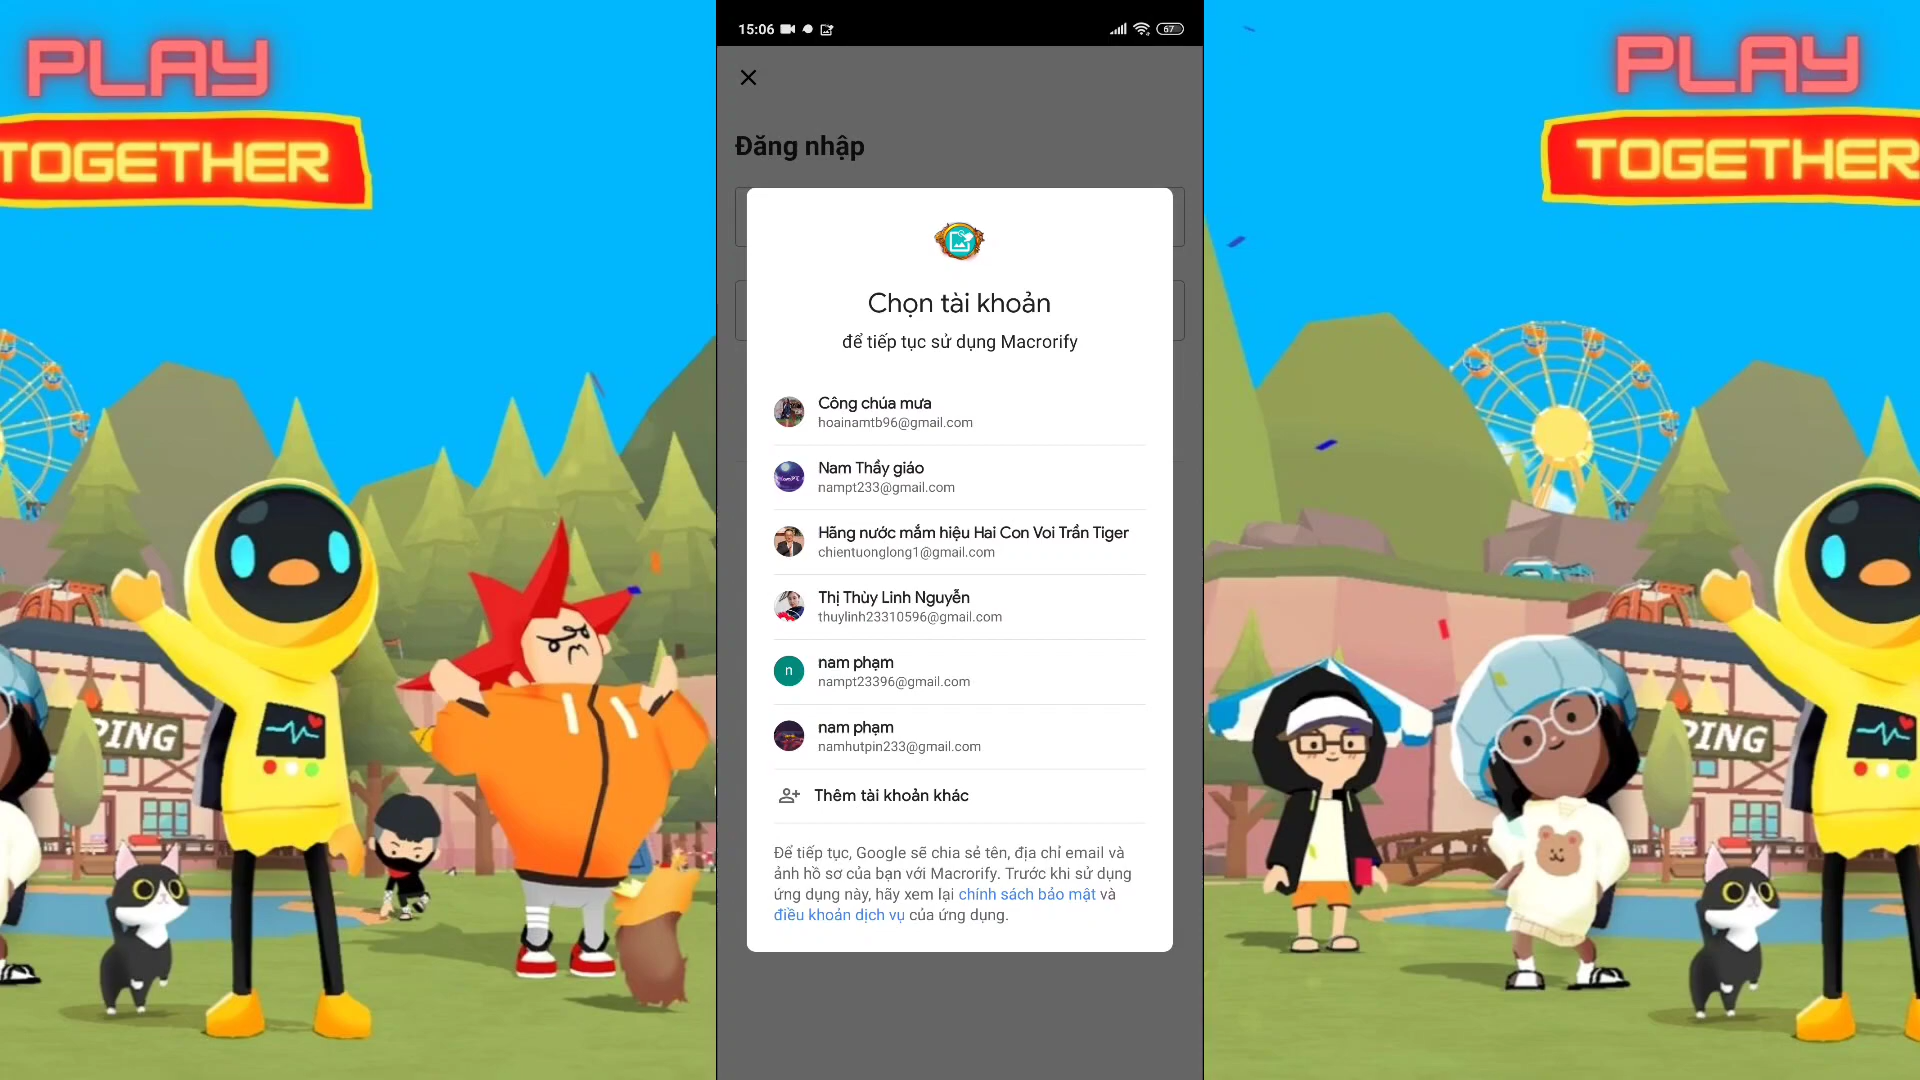 PLAY
TOGETHER
PING
15:06
67
Đăng nhập
Chọn tài khoản
để tiếp tục sử dụng Macrorify
Công chúa mưa
hoainamtb96@gmail.com
Nam Thầy giáo
nampt233@gmail.com
Hãng nước mắm hiệu Hai Con Voi Trần Tiger
chientuonglong1@gmail.com
Thị Thùy Linh Nguyễn
thuylinh23310596@gmail.com
n
nam phạm
nampt23396@gmail.com
nam phạm
namhutpin233@gmail.com
Thêm tài khoản khác
Để tiếp tục, Google sẽ chia sẻ tên, địa chỉ email và
ảnh hồ sơ của bạn với Macrorify. Trước khi sử dụng
ứng dụng này, hãy xem lại chính sách bảo mật và
điều khoản dịch vụ của ứng dụng.
PLAY
TOGETHER
PING